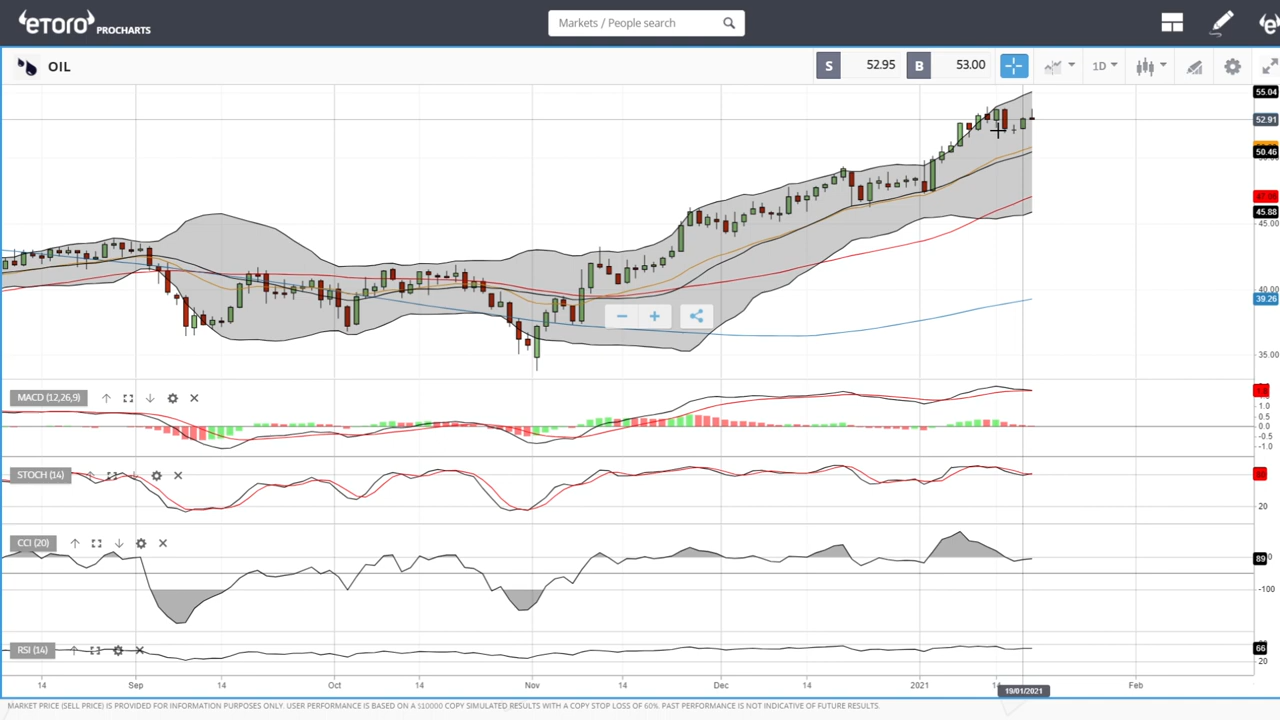 eToro PROCHARTS
Markets / People search
OIL
S 52.95 B 53.00 1D
55.04
52.91
50.46
45.88
45.00
40.00
39.26
35.00
MACD (12,26,9)
1.0
0.5
0.0
-0.5
-1.0
STOCH (14)
20
CCI (20)
89
-100
RSI (14)
66
20
14 Sep 14 Oct 14 Nov 14 Dec 14 2021 14 Feb
19/01/2021
MARKET PRICE (SELL PRICE) IS PROVIDED FOR INFORMATION PURPOSES ONLY. USER PERFORMANCE IS BASED ON A $10000 COPY SIMULATED RESULTS WITH A COPY STOP LOSS OF 60%. PAST PERFORMANCE IS NOT INDICATIVE OF FUTURE RESULTS.